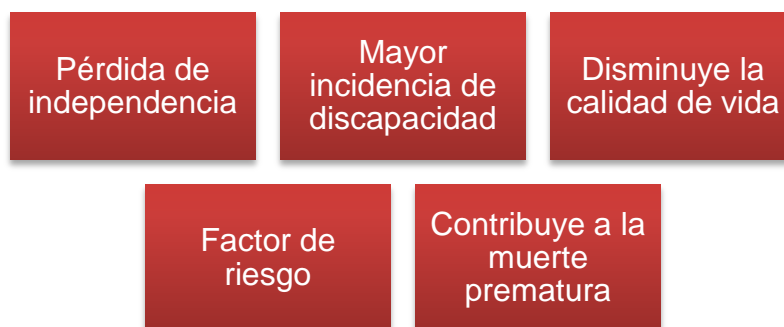 Pérdida de
independencia
Mayor
incidencia de
discapacidad
Disminuye la
calidad de vida
Factor de
riesgo
Contribuye a la
muerte
prematura